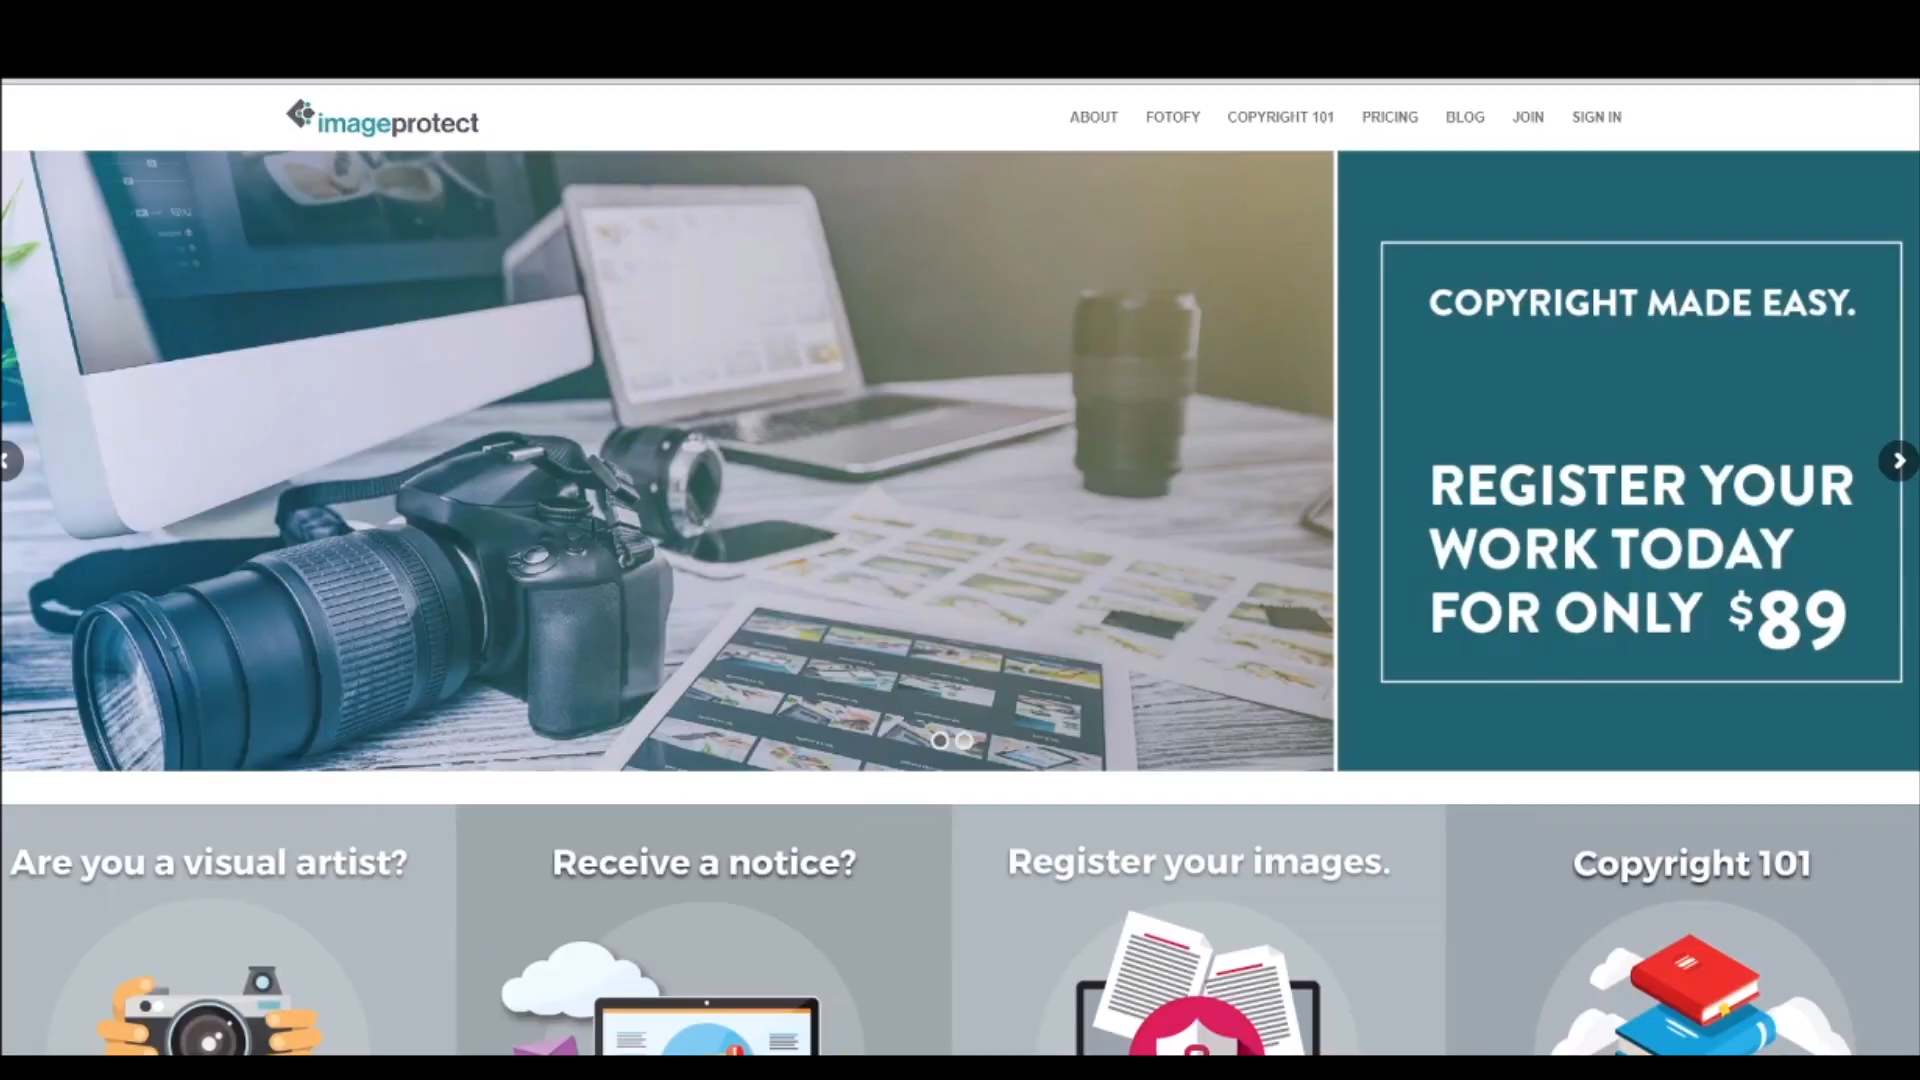 imageprotect
ABOUT FOTOFY COPYRIGHT 101 PRICING BLOG JOIN SIGN IN
COPYRIGHT MADE EASY.
REGISTER YOUR
WORK TODAY
FOR ONLY $89
Are you a visual artist?
Receive a notice?
Register your images.
Copyright 101